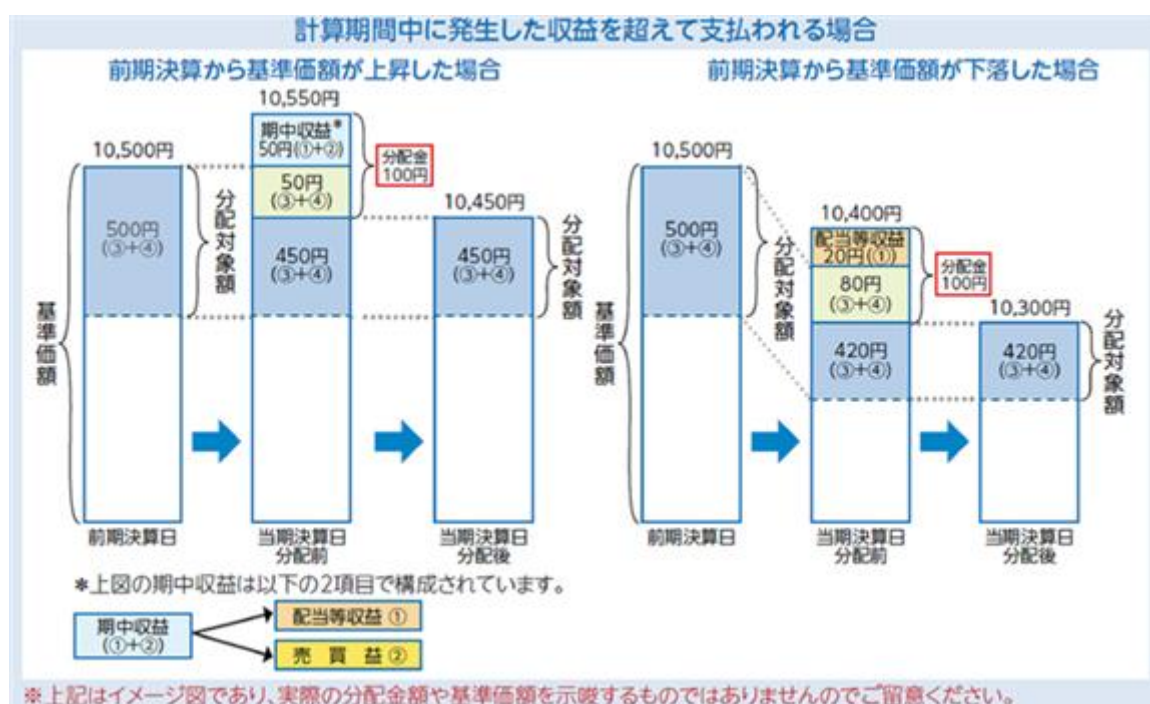 計算期間中に発生した収益を超えて支払われる場合
前期決算から基準価額が上昇した場合
10,550円
10,500円
期中収益*
50円(①+②)
分配金
100円
50円
(③+④)
10,450円
500円
(③+④)
分配対象額
450円
(③+④)
450円
(③+④)
分配対象額
基準価額
前期決算日
当期決算日
分配前
当期決算日
分配後
*上図の期中収益は以下の2項目で構成されています。
期中収益
(①+②)
配当等収益 ①
売 買 益 ②
前期決算から基準価額が下落した場合
10,500円
10,400円
配当等収益
20円(①)
分配金
100円
500円
(③+④)
分配対象額
80円
(③+④)
10,300円
420円
(③+④)
420円
(③+④)
分配対象額
基準価額
前期決算日
当期決算日
分配前
当期決算日
分配後
※上記はイメージ図であり、実際の分配金額や基準価額を示唆するものではありませんのでご留意ください。